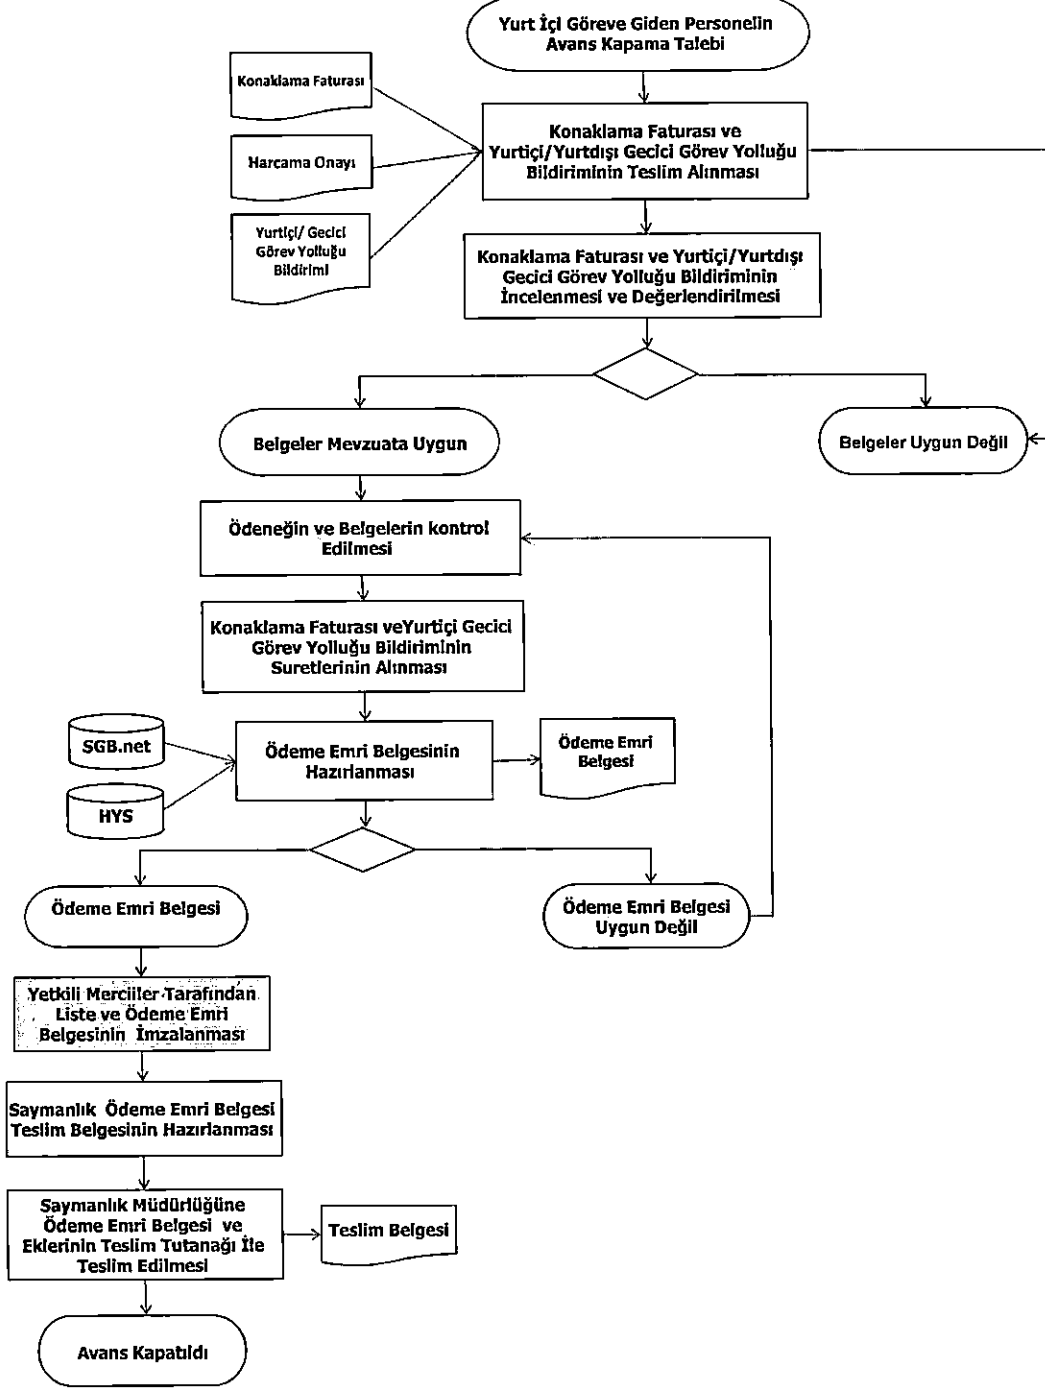 Yurt İçi Göreve Giden Personelin
Avans Kapama Talebi
Konaklama Faturası
Harcama Onayı
Yurtiçi/ Gecici
Görev Yolluğu
Bildirimi
Konaklama Faturası ve
Yurtiçi/Yurtdışı Gecici Görev Yolluğu
Bildiriminin Teslim Alınması
Konaklama Faturası ve Yurtiçi/Yurtdışı
Gecici Görev Yolluğu Bildiriminin
İncelenmesi ve Değerlendirilmesi
Belgeler Mevzuata Uygun
Belgeler Uygun Değil
Ödeneğin ve Belgelerin kontrol
Edilmesi
Konaklama Faturası veYurtiçi Gecici
Görev Yolluğu Bildiriminin
Suretlerinin Alınması
SGB.net
HYS
Ödeme Emri Belgesinin
Hazırlanması
Ödeme Emri
Belgesi
Ödeme Emri Belgesi
Ödeme Emri Belgesi
Uygun Değil
Yetkili Merciiler Tarafından
Liste ve Ödeme Emri
Belgesinin İmzalanması
Saymanlık Ödeme Emri Belgesi
Teslim Belgesinin Hazırlanması
Saymanlık Müdürlüğüne
Ödeme Emri Belgesi ve
Eklerinin Teslim Tutanağı İle
Teslim Edilmesi
Teslim Belgesi
Avans Kapatıldı